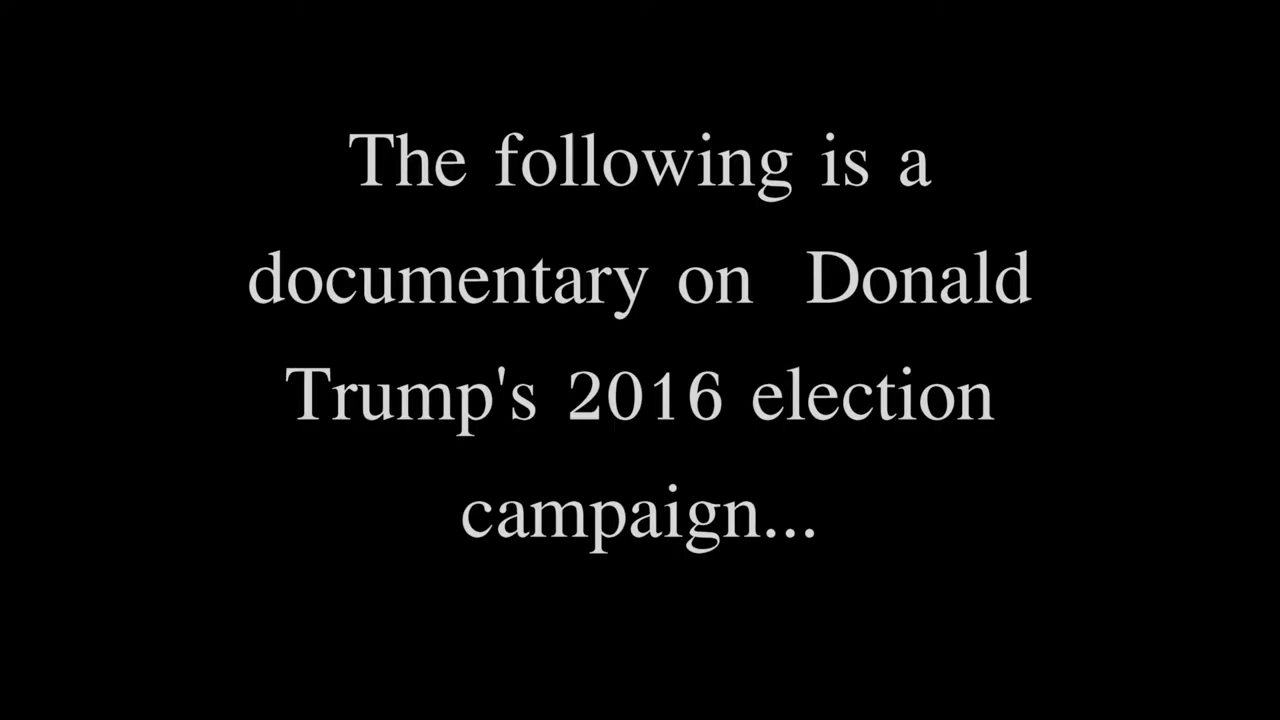 The following is a
documentary on  Donald
Trump's 2016 election
campaign...